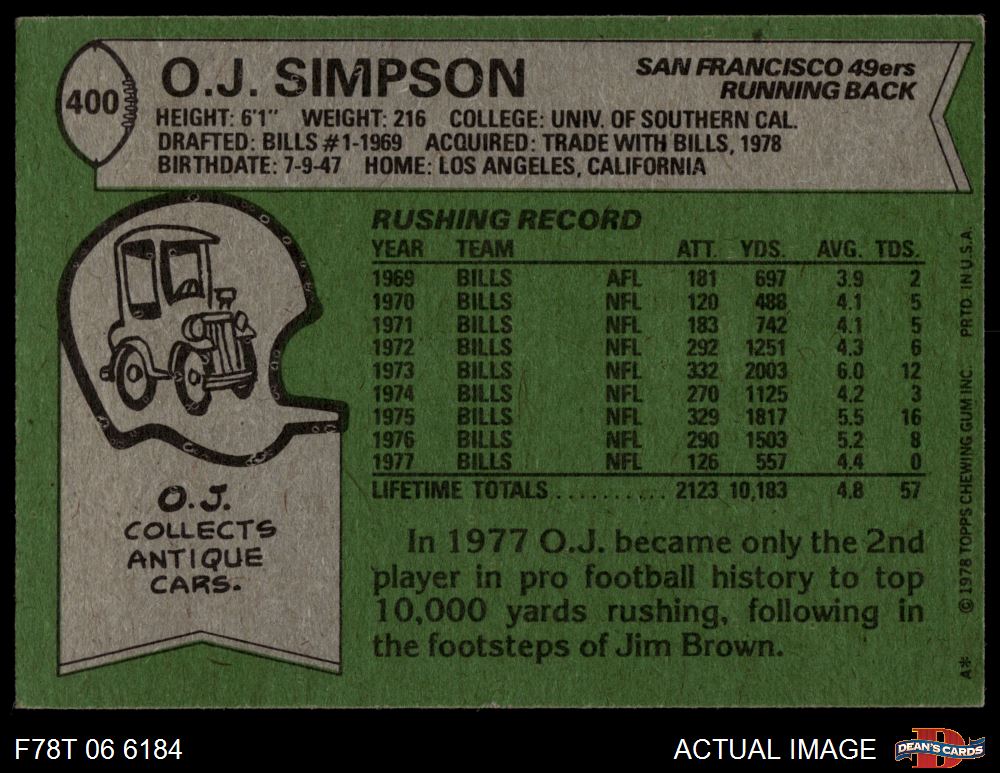 400
O.J. SIMPSON
SAN FRANCISCO 49ers
RUNNING BACK
HEIGHT: 6'1" WEIGHT: 216 COLLEGE: UNIV. OF SOUTHERN CAL.
DRAFTED: BILLS #1-1969 ACQUIRED: TRADE WITH BILLS, 1978
BIRTHDATE: 7-9-47 HOME: LOS ANGELES, CALIFORNIA
RUSHING RECORD
YEAR TEAM ATT. YDS. AVG. TDS.
1969 BILLS AFL 181 697 3.9 2
1970 BILLS NFL 120 488 4.1 5
1971 BILLS NFL 183 742 4.1 5
1972 BILLS NFL 292 1251 4.3 6
1973 BILLS NFL 332 2003 6.0 12
1974 BILLS NFL 270 1125 4.2 3
1975 BILLS NFL 329 1817 5.5 16
1976 BILLS NFL 290 1503 5.2 8
1977 BILLS NFL 126 557 4.4 0
LIFETIME TOTALS.......... 2123 10,183 4.8 57
O.J.
COLLECTS
ANTIQUE
CARS.
In 1977 O.J. became only the 2nd
player in pro football history to top
10,000 yards rushing, following in
the footsteps of Jim Brown.
A* © 1978 TOPPS CHEWING GUM INC. PRTD. IN U.S.A.
F78T 06 6184
ACTUAL IMAGE
DEAN'S CARDS